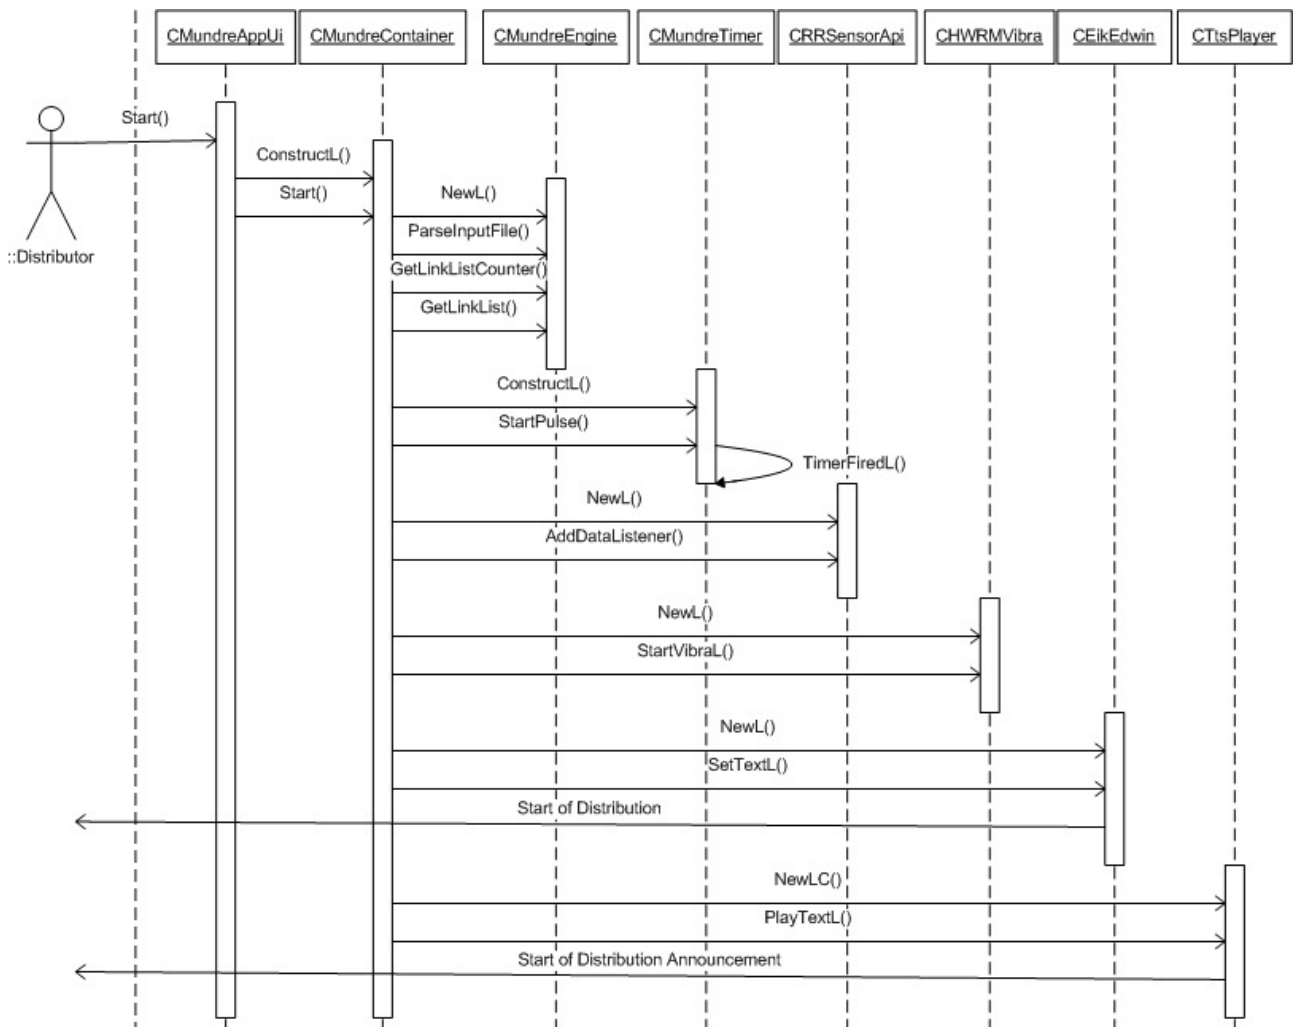 CMundreAppUi
CMundreContainer
CMundreEngine
CMundreTimer
CRRSensorApi
CHWRMVibra
CEikEdwin
CTtsPlayer
Start()
ConstructL()
Start()
NewL()
ParseInputFile()
::Distributor
GetLinkListCounter()
GetLinkList()
ConstructL()
StartPulse()
TimerFiredL()
NewL()
AddDataListener()
NewL()
StartVibraL()
NewL()
SetTextL()
Start of Distribution
NewLC()
PlayTextL()
Start of Distribution Announcement